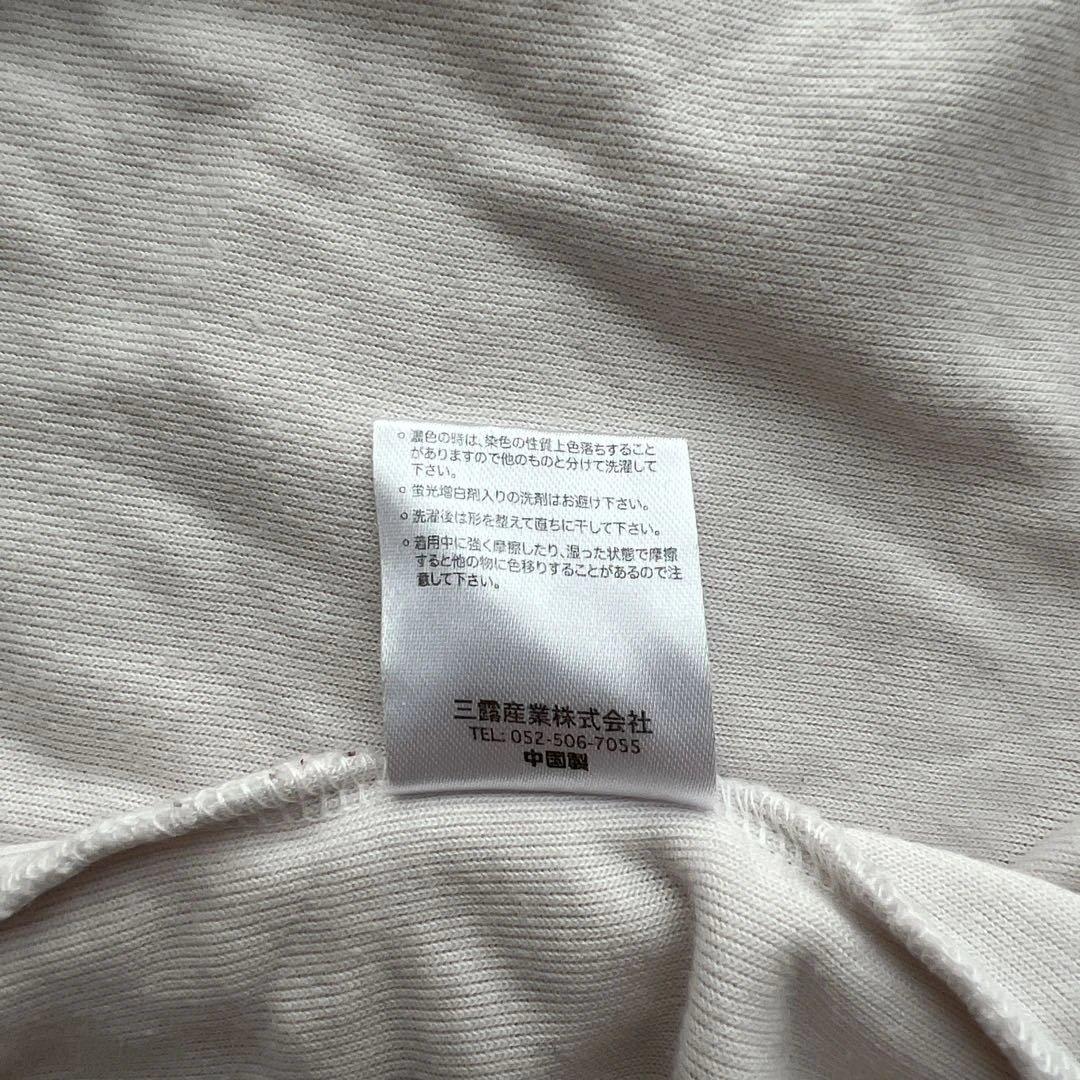 。濃色の時は、染色の性質上色落ちすること
がありますので他のものと分けて洗濯して
下さい。
。蛍光増白剤入りの洗剤はお避け下さい。
。洗濯後は形を整えて直ちに干して下さい。
。着用中に強く摩擦したり、湿った状態で摩擦
すると他の物に色移りすることがあるので注
意して下さい。
三露産業株式会社
TEL: 052-506-7055
中国製